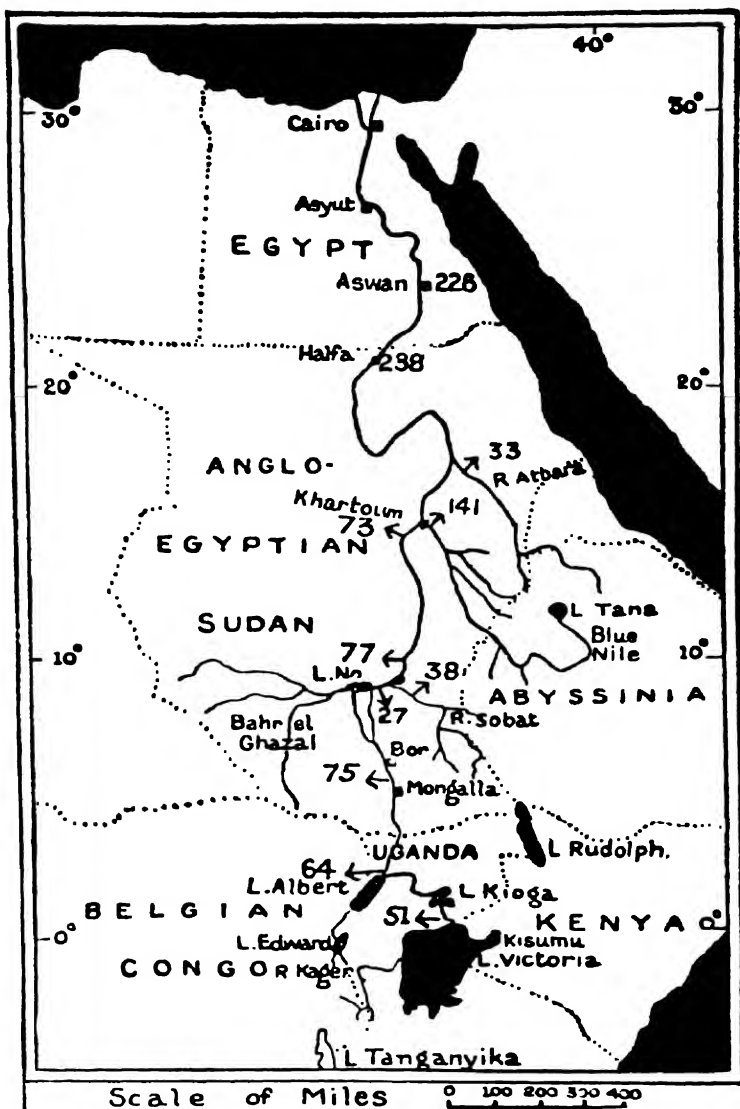 40°
30° 30°
Cairo
Asyut
EGYPT
Aswan 226
Halfa 238
20° 20°
ANGLO-
33
R Atbara
Khartoum
73 141
EGYPTIAN
L Tana
SUDAN
Blue
Nile
77
10° 10°
L.No 38
ABYSSINIA
27
R. Sobat
Bahr el
Ghazal
Bor
75
Mongalla
UGANDA
L Rudolph.
64
L. Albert
L Kioga
BELGIAN
51
KENYA
0°
L. Edward
Kisumu
L. Victoria
CONGO
R Kager
L Tanganyika
Scale of Miles 0 100 200 300 400